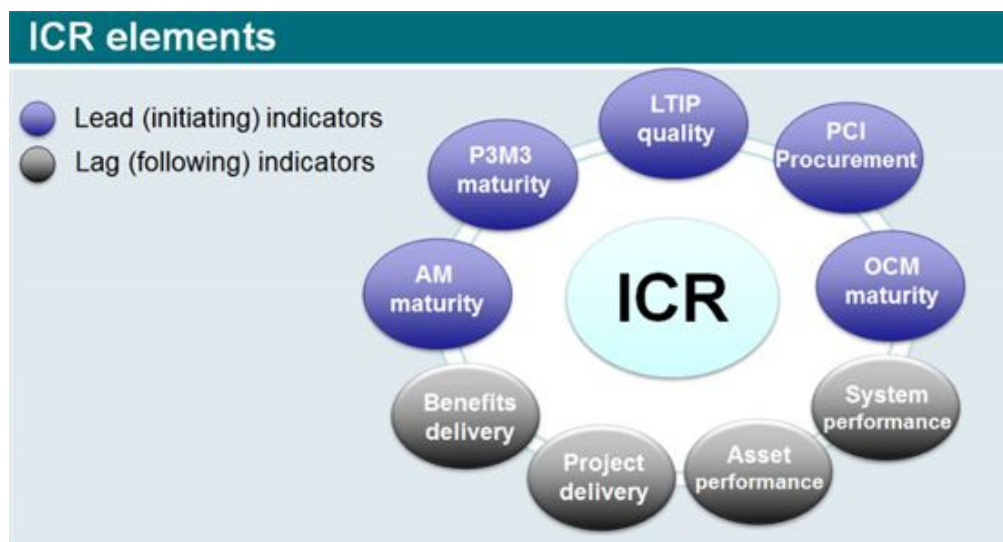 ICR elements
Lead (initiating) indicators
Lag (following) indicators
LTIP
quality
PCI
Procurement
P3M3
maturity
OCM
maturity
AM
maturity
ICR
System
performance
Benefits
delivery
Asset
performance
Project
delivery